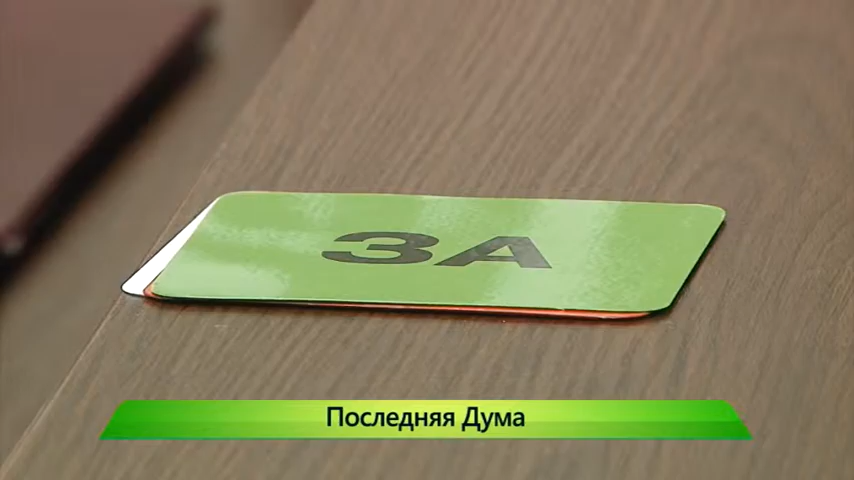 ЗА
Последняя Дума